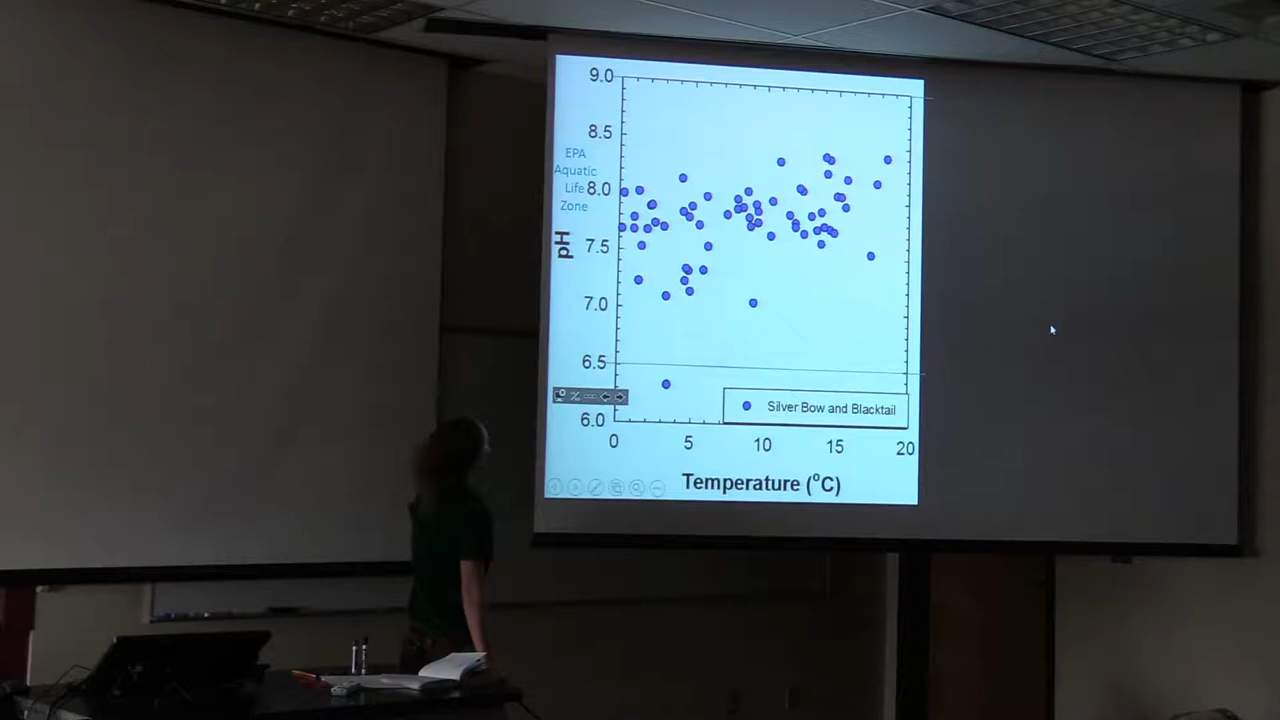 9.0
8.5
EPA
Aquatic
Life
Zone
8.0
pH
7.5
7.0
6.5
6.0
Silver Bow and Blacktail
0 5 10 15 20
Temperature (°C)